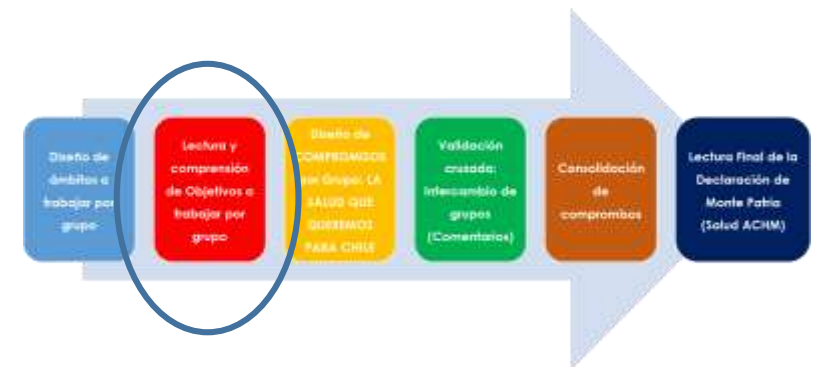 Diseño de
ámbitos a
trabajar por
grupo
Lectura y
comprensión
de Objetivos a
trabajar por
grupo
Diseño de
COMPROMISOS
por Grupo: LA
SALUD QUE
QUEREMOS
PARA CHILE
Validación
cruzada:
Intercambio de
grupos
(Comentarios)
Consolidación
de
compromisos
Lectura Final de la
Declaración de
Monte Patria
(Salud ACHM)